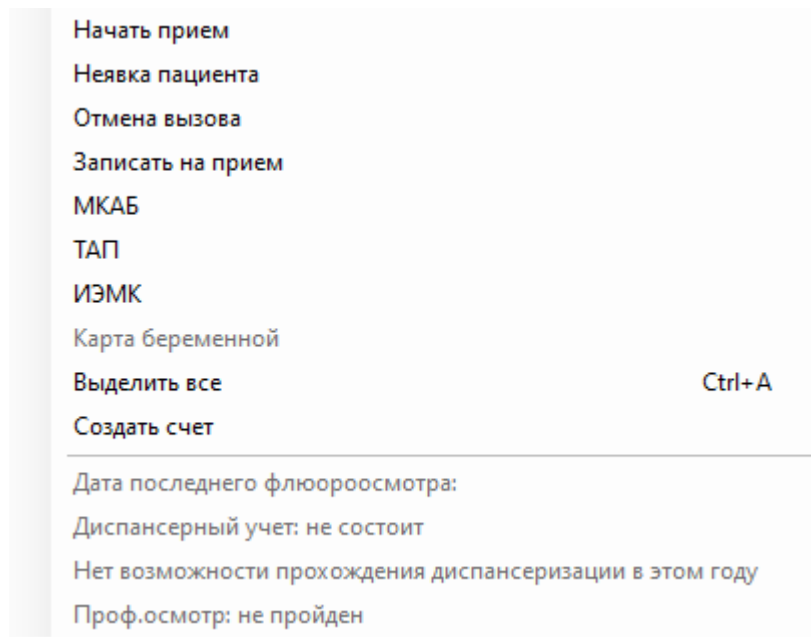 Начать прием
Неявка пациента
Отмена вызова
Записать на прием
МКАБ
ТАП
ИЭМК
Карта беременной
Выделить все Ctrl+A
Создать счет
Дата последнего флюороосмотра:
Диспансерный учет: не состоит
Нет возможности прохождения диспансеризации в этом году
Проф.осмотр: не пройден